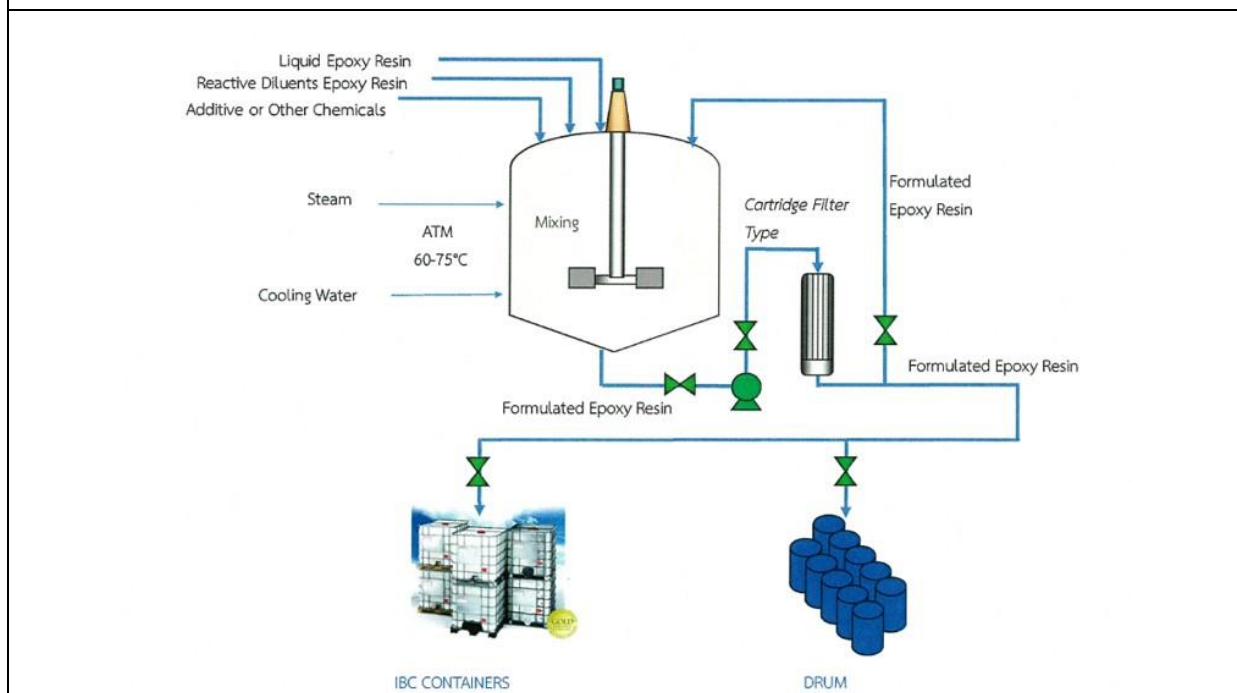 Liquid Epoxy Resin
Reactive Diluents Epoxy Resin
Additive or Other Chemicals
Steam
ATM
60-75°C
Cooling Water
Mixing
Cartridge Filter
Type
Formulated
Epoxy Resin
Formulated Epoxy Resin
Formulated Epoxy Resin
GOLD
IBC CONTAINERS
DRUM